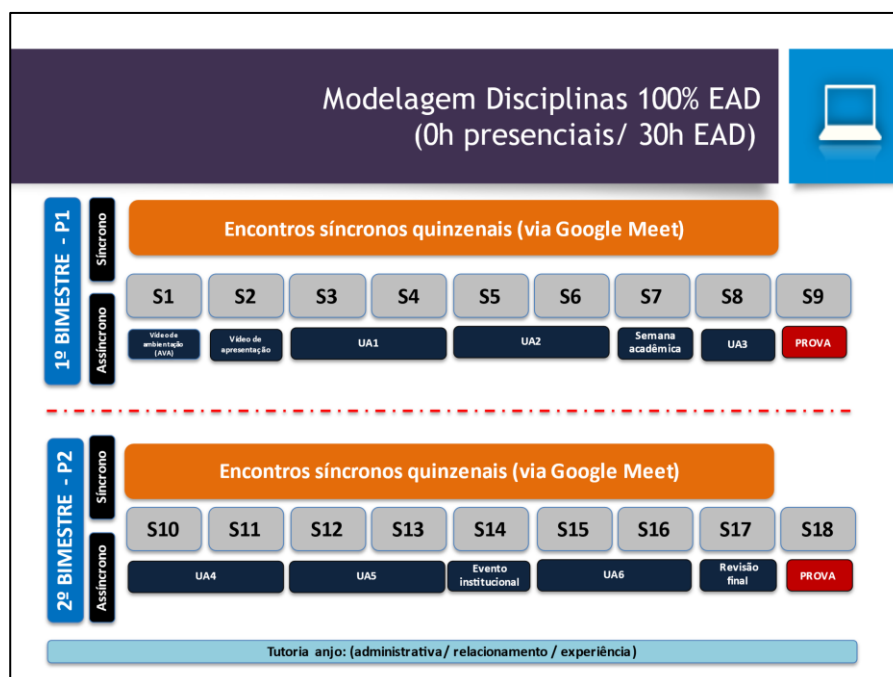 Modelagem Disciplinas 100% EAD
(0h presenciais/ 30h EAD)
1º BIMESTRE - P1
Síncrono
Assíncrono
Encontros síncronos quinzenais (via Google Meet)
S1 S2 S3 S4 S5 S6 S7 S8 S9
Vídeo de
ambientação
(AVA)
Vídeo de
apresentação
UA1
UA2
Semana
acadêmica
UA3
PROVA
2º BIMESTRE - P2
Síncrono
Assíncrono
Encontros síncronos quinzenais (via Google Meet)
S10 S11 S12 S13 S14 S15 S16 S17 S18
UA4
UA5
Evento
institucional
UA6
Revisão
final
PROVA
Tutoria anjo: (administrativa/ relacionamento / experiência)